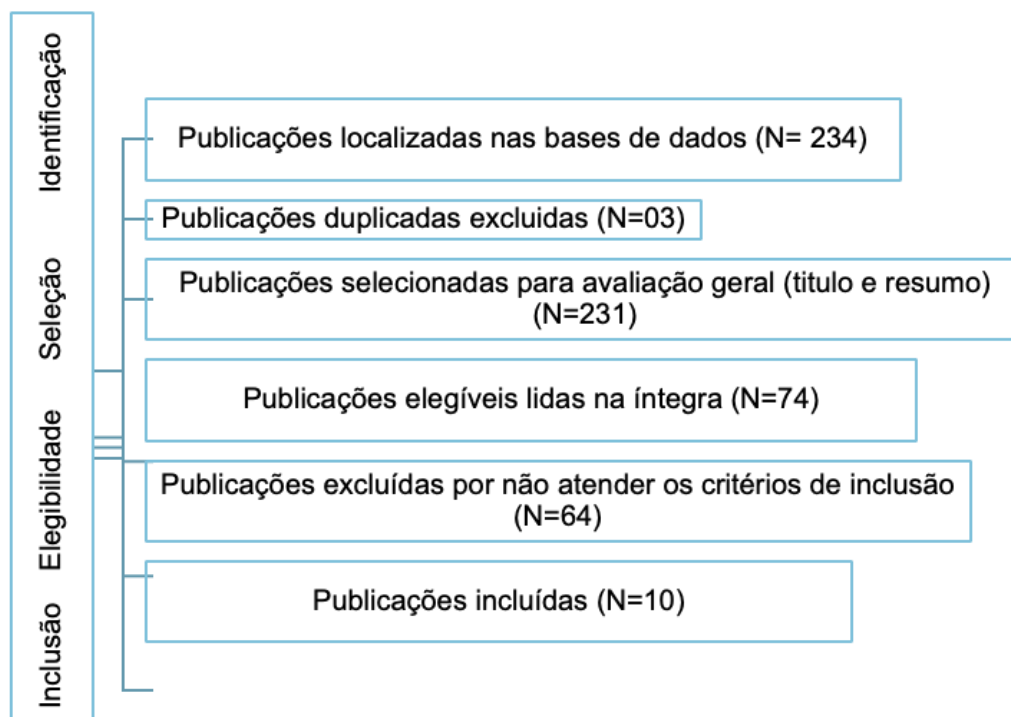 Identificação
Seleção
Elegibilidade
Inclusão
Publicações localizadas nas bases de dados (N= 234)
Publicações duplicadas excluidas (N=03)
Publicações selecionadas para avaliação geral (titulo e resumo)
(N=231)
Publicações elegíveis lidas na íntegra (N=74)
Publicações excluídas por não atender os critérios de inclusão
(N=64)
Publicações incluídas (N=10)